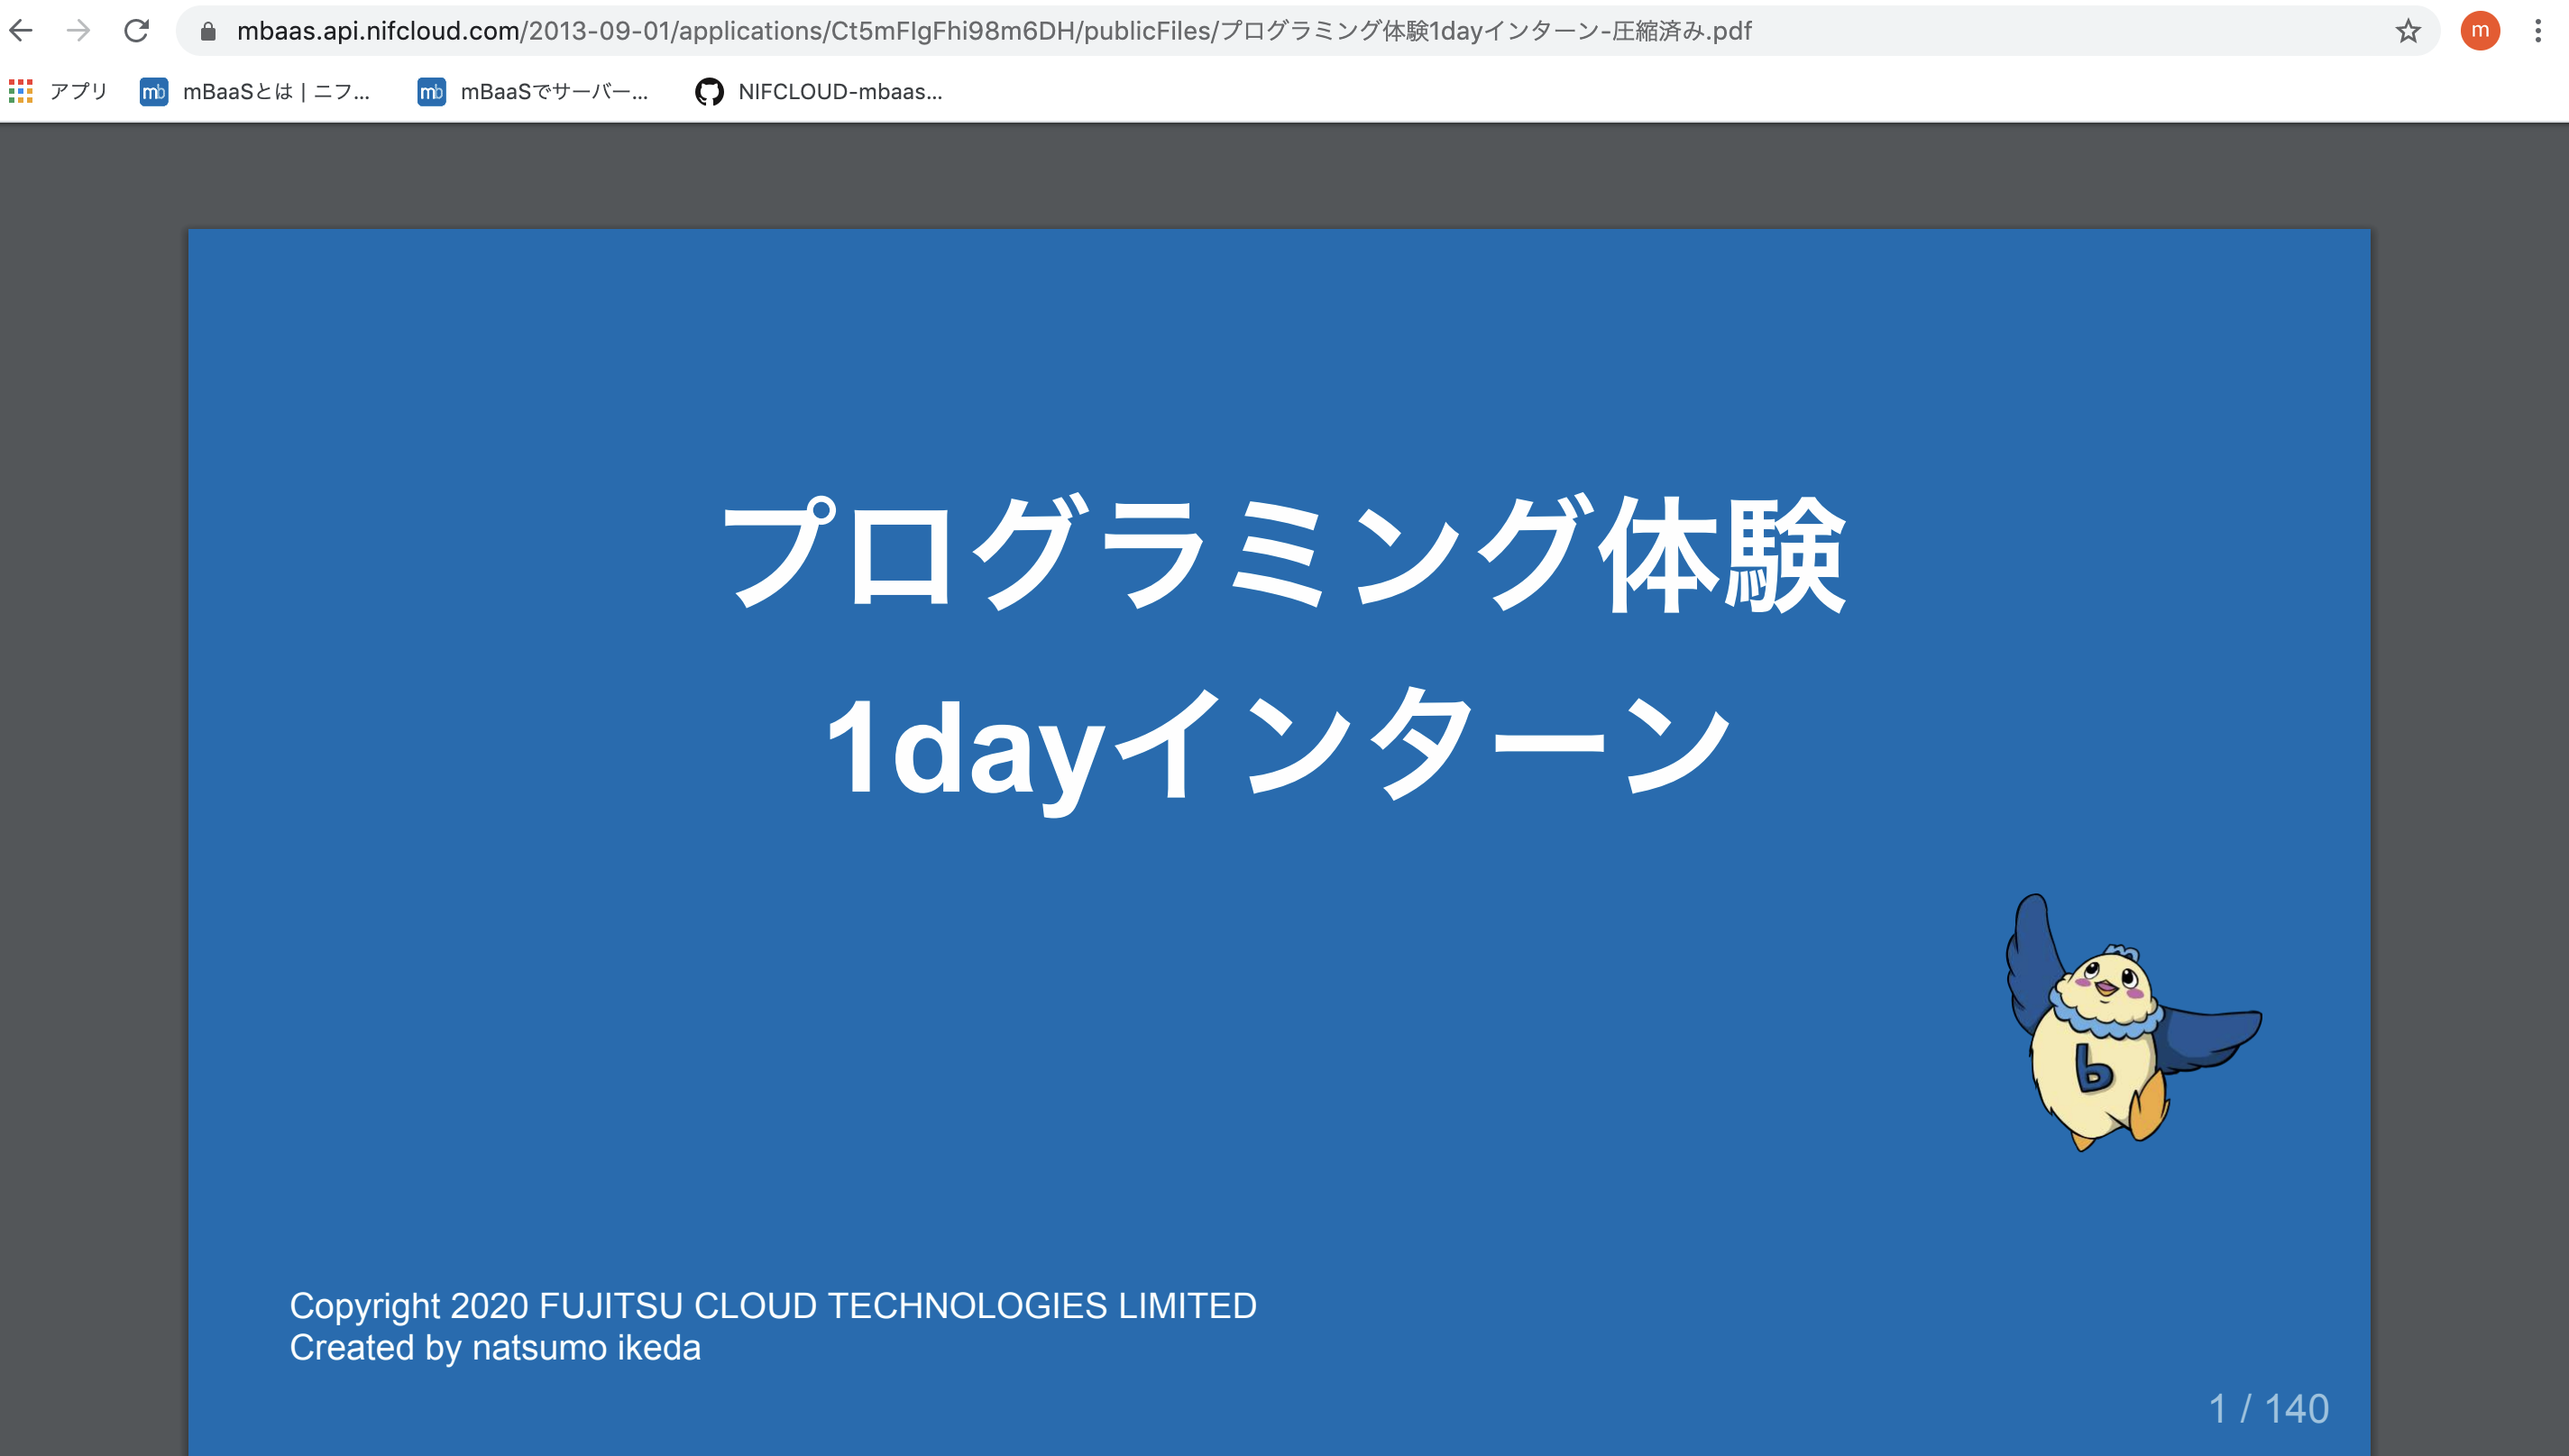 mbaas.api.nifcloud.com/2013-09-01/applications/Ct5mFIgFhi98m6DH/publicFiles/プログラミング体験1dayインターン-圧縮済み.pdf
m
アプリ
mb mBaaSとは | ニフ...
mb mBaaSでサーバー...
NIFCLOUD-mbaas...
プログラミング体験
1dayインターン
b
Copyright 2020 FUJITSU CLOUD TECHNOLOGIES LIMITED
Created by natsumo ikeda
1 / 140